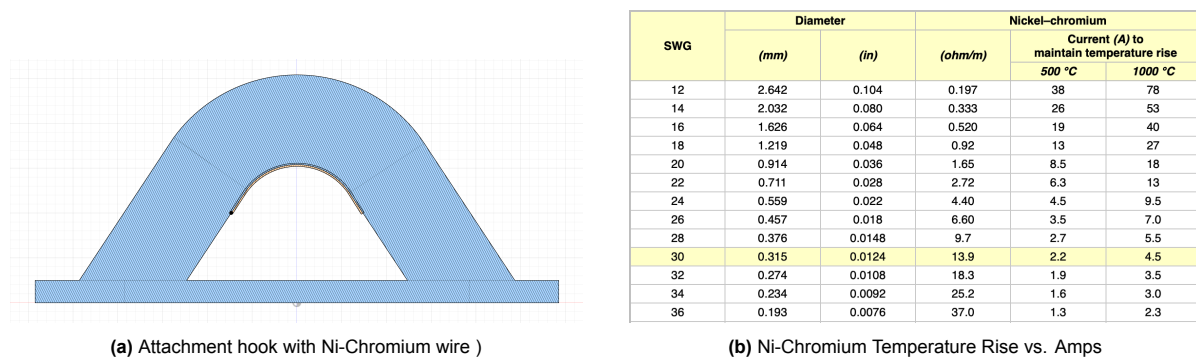 Diameter Nickel–chromium
SWG (mm) (in) (ohm/m) Current (A) to
maintain temperature rise
500 °C 1000 °C
12 2.642 0.104 0.197 38 78
14 2.032 0.080 0.333 26 53
16 1.626 0.064 0.520 19 40
18 1.219 0.048 0.92 13 27
20 0.914 0.036 1.65 8.5 18
22 0.711 0.028 2.72 6.3 13
24 0.559 0.022 4.40 4.5 9.5
26 0.457 0.018 6.60 3.5 7.0
28 0.376 0.0148 9.7 2.7 5.5
30 0.315 0.0124 13.9 2.2 4.5
32 0.274 0.0108 18.3 1.9 3.5
34 0.234 0.0092 25.2 1.6 3.0
36 0.193 0.0076 37.0 1.3 2.3
(a) Attachment hook with Ni-Chromium wire )
(b) Ni-Chromium Temperature Rise vs. Amps